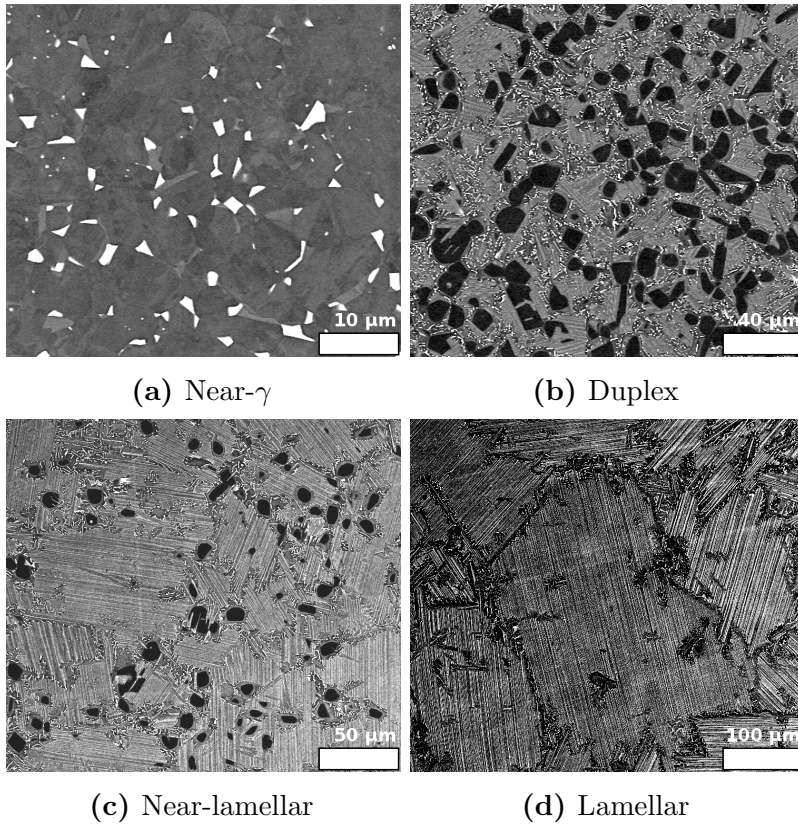 10 μm
40 μm
(a) Near-γ
(b) Duplex
50 μm
100 μm
(c) Near-lamellar
(d) Lamellar